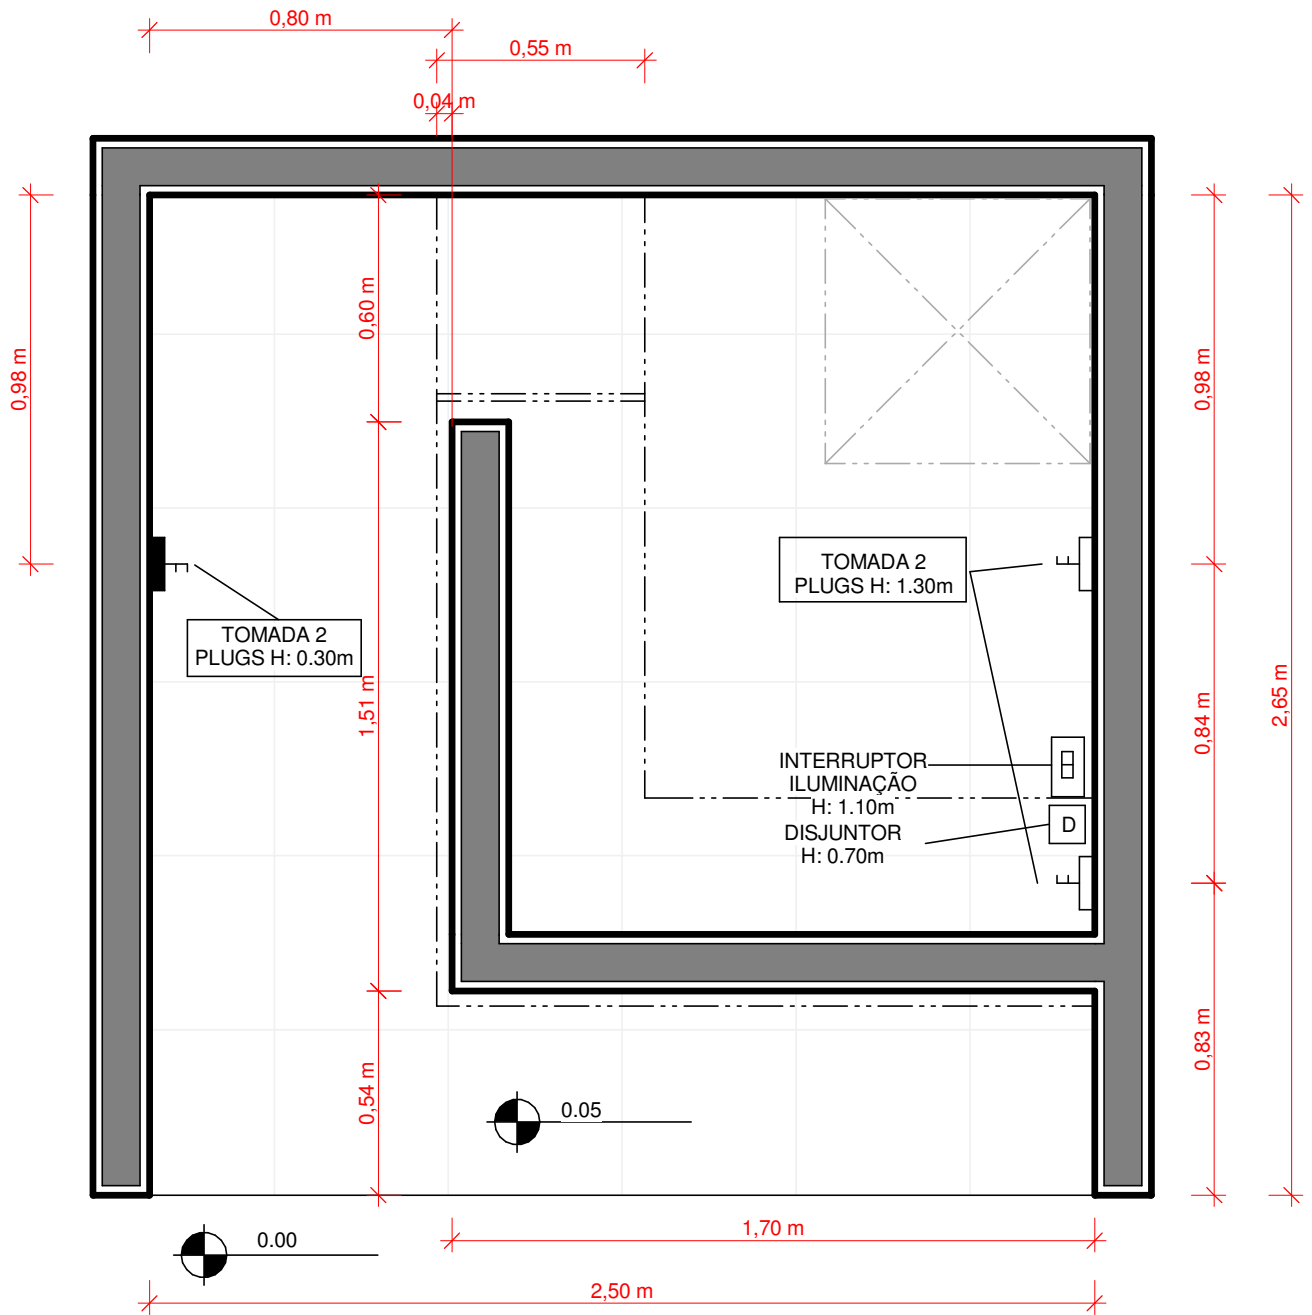 0,80 m
0,55 m
0,04 m
0,98 m
0,60 m
0,98 m
TOMADA 2
PLUGS H: 1.30m
TOMADA 2
PLUGS H: 0.30m
1,51 m
0,84 m
2,65 m
INTERRUPTOR
ILUMINAÇÃO
H: 1.10m
DISJUNTOR
H: 0.70m
D
0,83 m
0,54 m
0.05
0.00
1,70 m
2,50 m